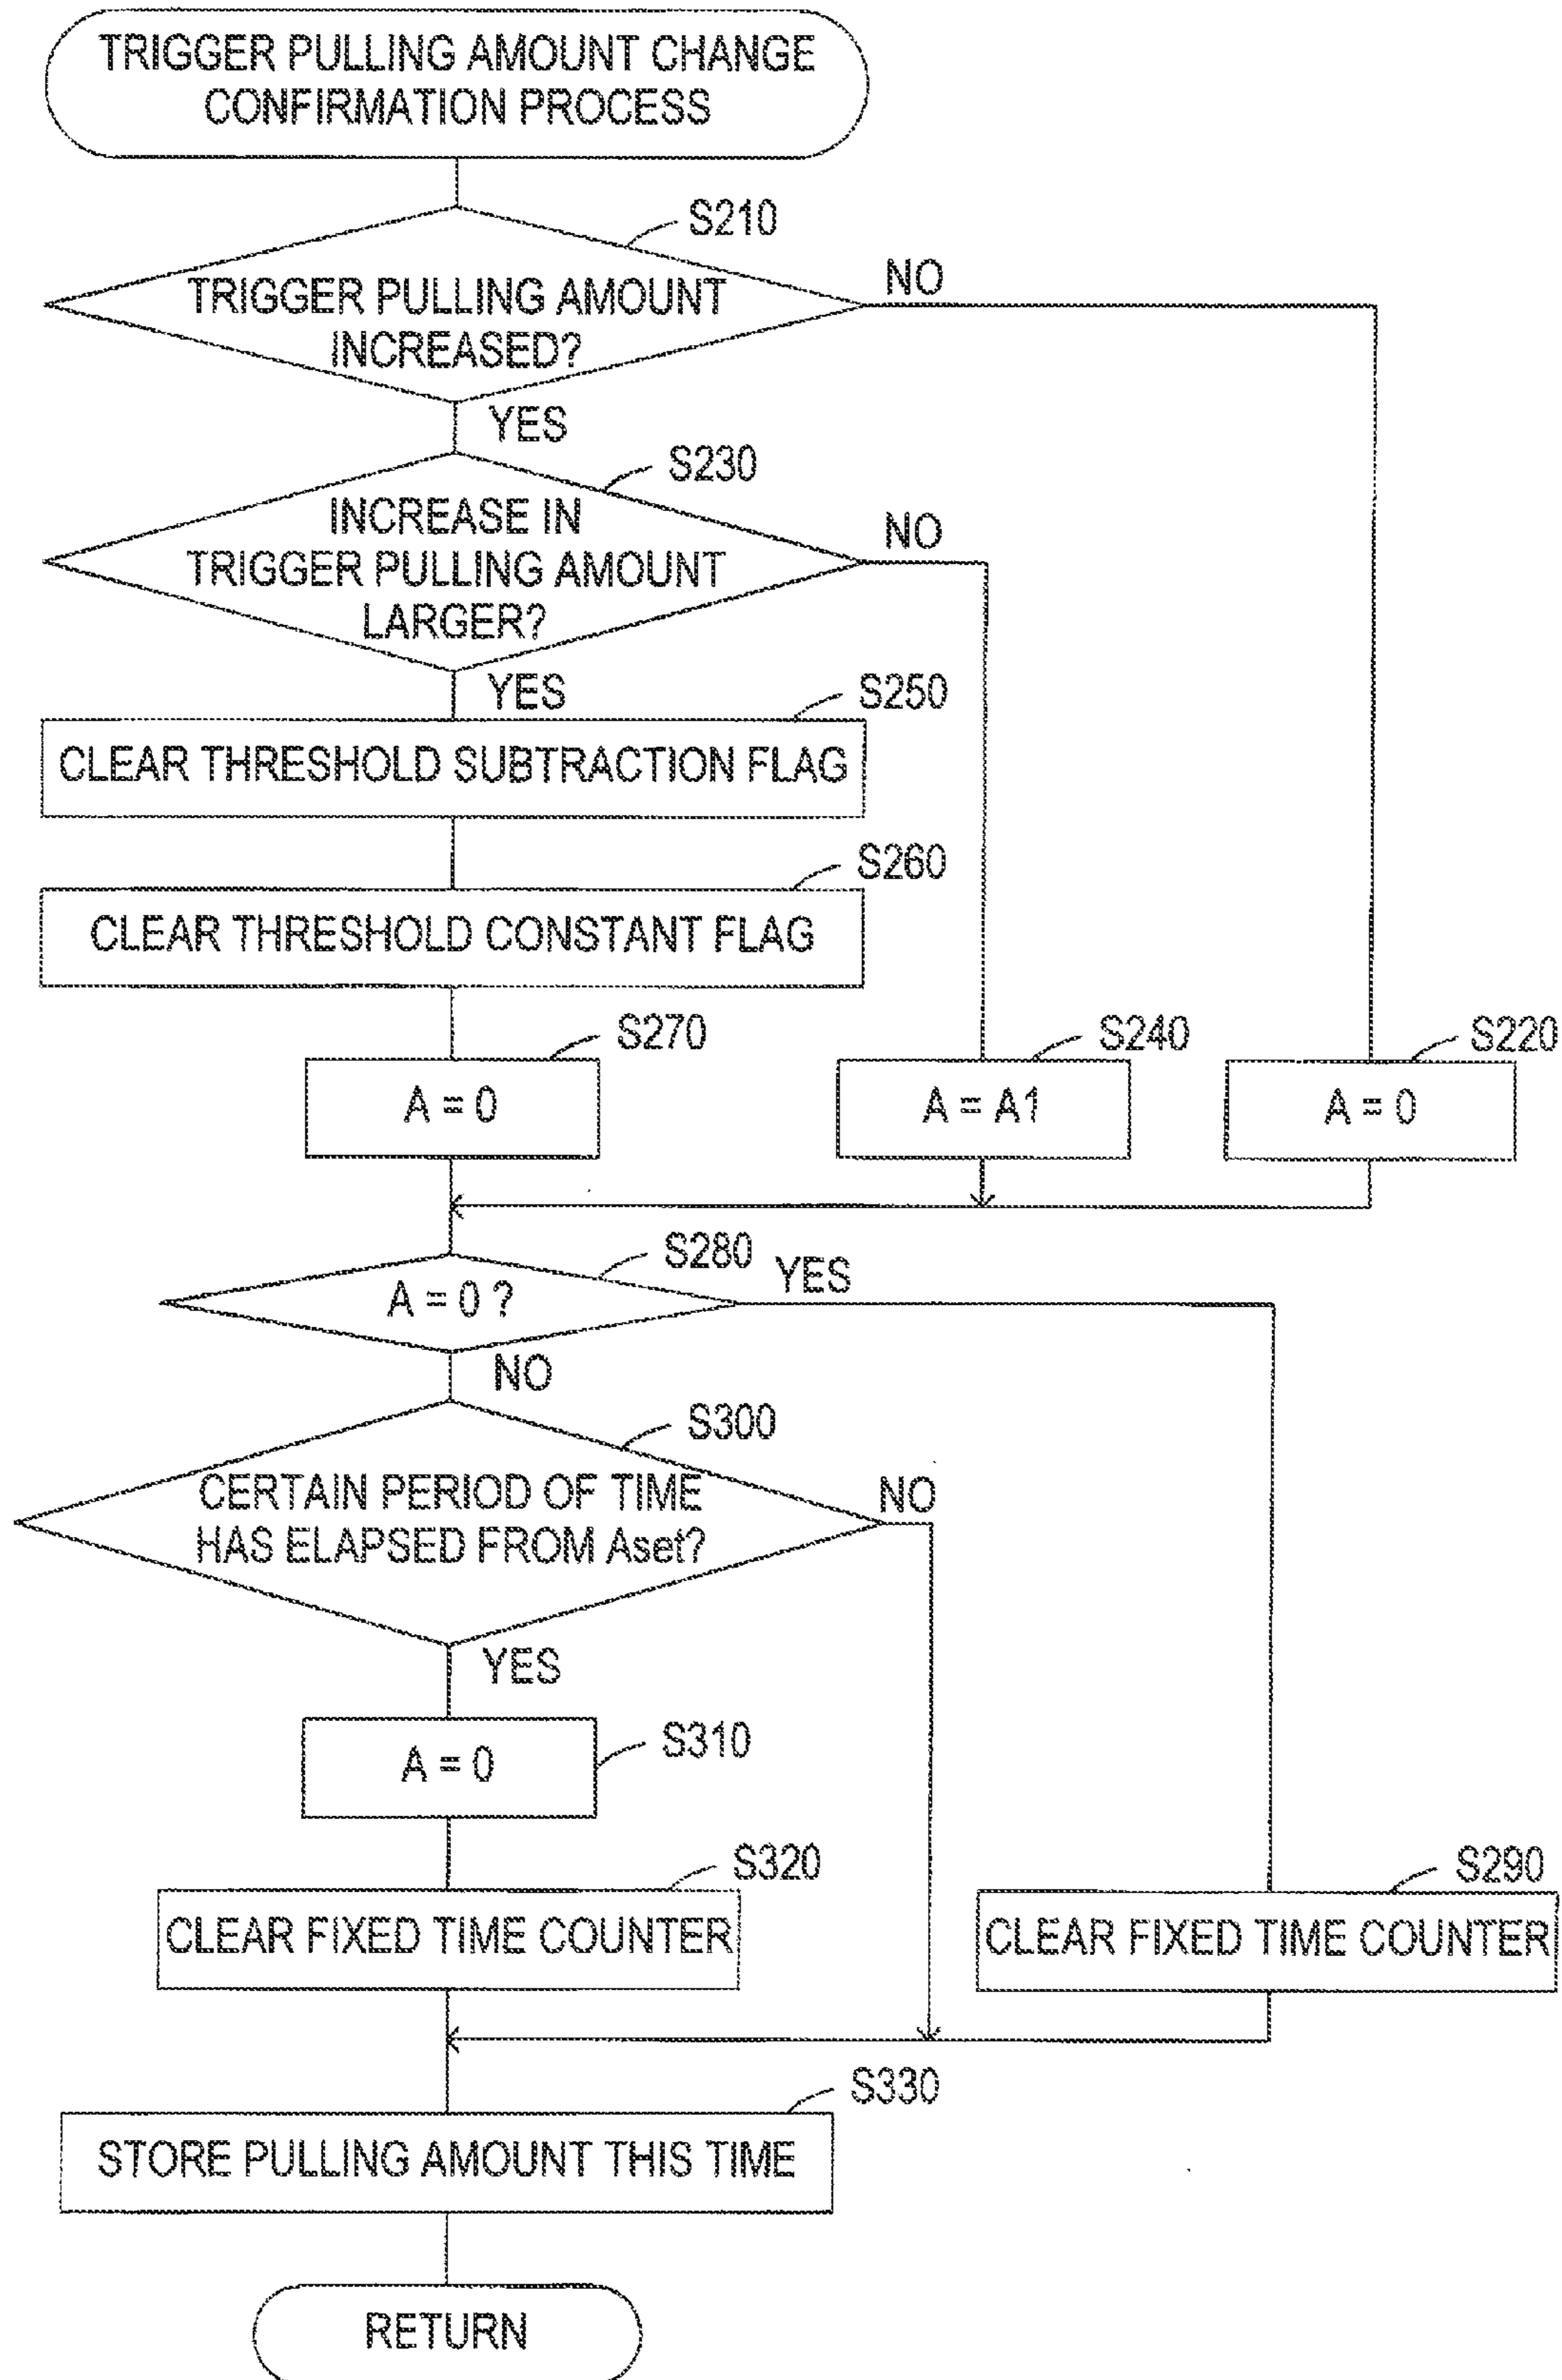 TRIGGER PULLING AMOUNT CHANGE
CONFIRMATION PROCESS
S210
TRIGGER PULLING AMOUNT
INCREASED?
NO
YES
S230
INCREASE IN
TRIGGER PULLING AMOUNT
LARGER?
NO
YES
S250
CLEAR THRESHOLD SUBTRACTION FLAG
S260
CLEAR THRESHOLD CONSTANT FLAG
S270
A = 0
S240
A = A1
S220
A = 0
S280
A = 0 ?
YES
NO
S300
CERTAIN PERIOD OF TIME
HAS ELAPSED FROM Aset?
NO
YES
S310
A = 0
S320
CLEAR FIXED TIME COUNTER
S290
CLEAR FIXED TIME COUNTER
S330
STORE PULLING AMOUNT THIS TIME
RETURN